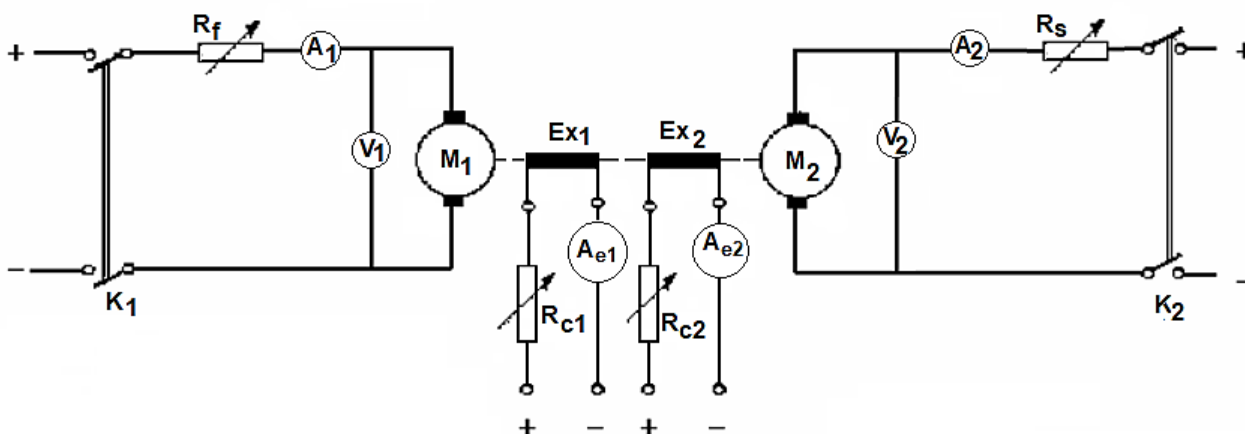 Rf A1 A2 Rs
+ +
Ex1 Ex2
V1 M1 M2 V2
Ae1 Ae2
− −
K1 Rc1 Rc2 K2
+ − + −